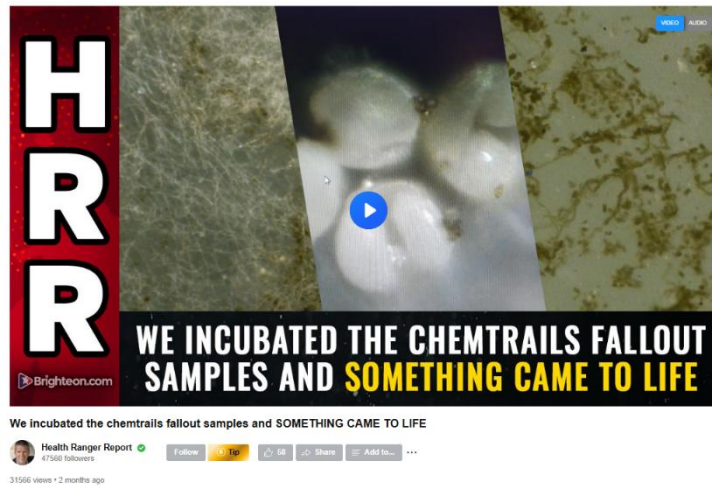 VIDEO AUDIO
HRR
Brighteon.com
WE INCUBATED THE CHEMTRAILS FALLOUT
SAMPLES AND SOMETHING CAME TO LIFE
We incubated the chemtrails fallout samples and SOMETHING CAME TO LIFE
Health Ranger Report
47568 followers
Follow Tip 58 Share Add to...
31566 views • 2 months ago